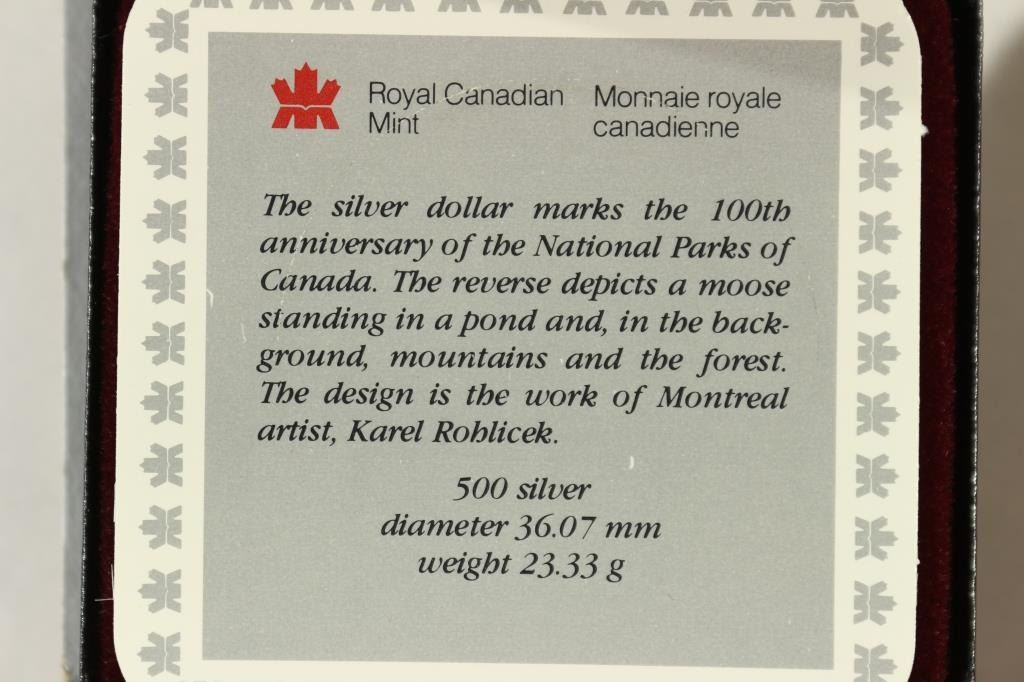 Royal Canadian Mint
Monnaie royale canadienne
The silver dollar marks the 100th
anniversary of the National Parks of
Canada. The reverse depicts a moose
standing in a pond and, in the back-
ground, mountains and the forest.
The design is the work of Montreal
artist, Karel Rohlicek.
500 silver
diameter 36.07 mm
weight 23.33 g